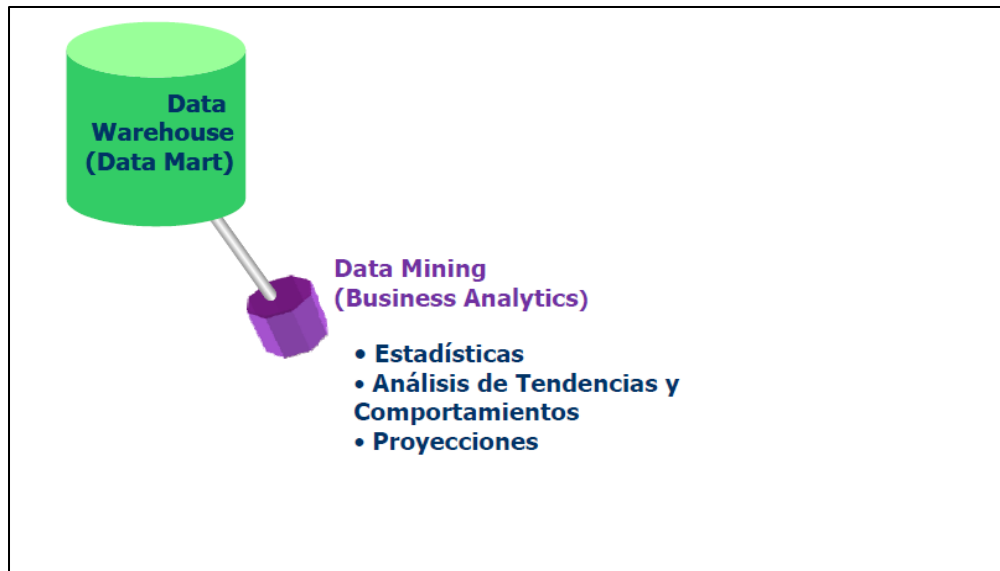 Data
Warehouse
(Data Mart)
Data Mining
(Business Analytics)
• Estadísticas
• Análisis de Tendencias y
Comportamientos
• Proyecciones